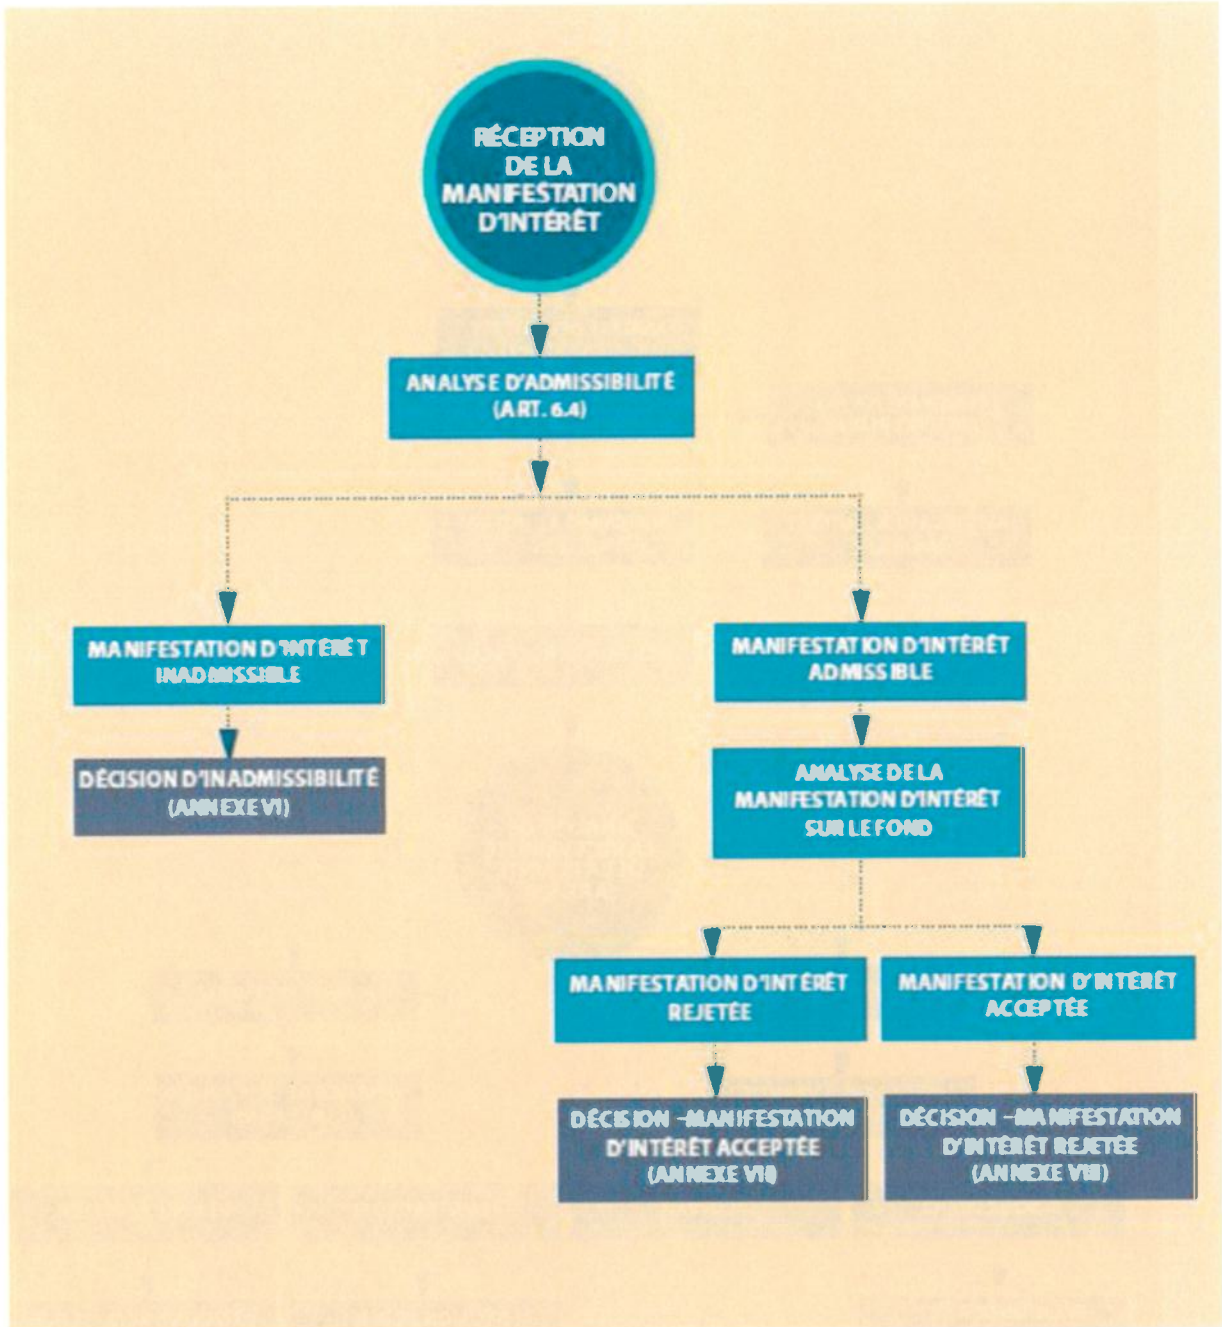 RÉCEPTION
DE LA
MANIFESTATION
D'INTÉRÊT
ANALYSE D'ADMISSIBILITÉ
(ART. 6.4)
MANIFESTATION D'INTÉRÊT
INADMISSIBLE
MANIFESTATION D'INTÉRÊT
ADMISSIBLE
DÉCISION D'INADMISSIBILITÉ
(ANNEXE VI)
ANALYSE DE LA
MANIFESTATION D'INTÉRÊT
SUR LE FOND
MANIFESTATION D'INTÉRÊT
REJETÉE
MANIFESTATION D'INTÉRÊT
ACCEPTÉE
DÉCISION – MANIFESTATION
D'INTÉRÊT ACCEPTÉE
(ANNEXE VII)
DÉCISION – MANIFESTATION
D'INTÉRÊT REJETÉE
(ANNEXE VIII)